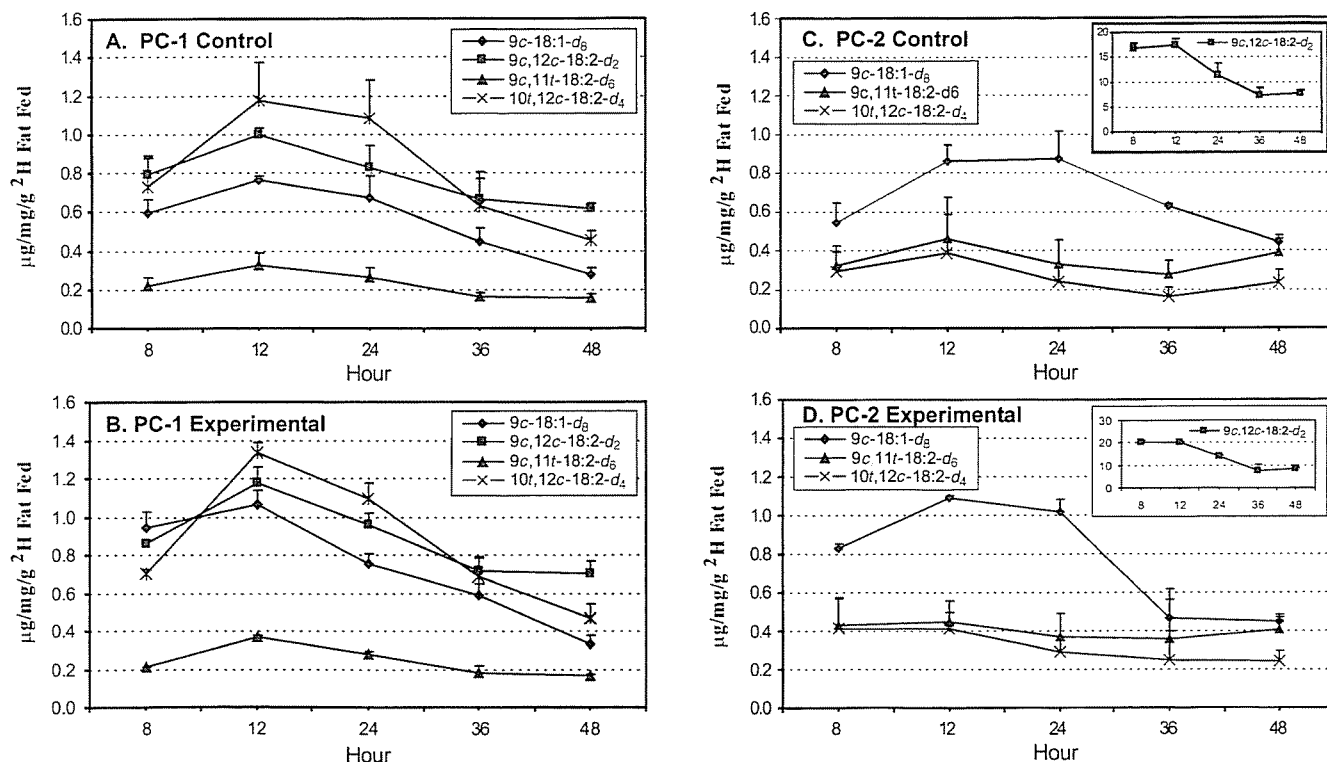 A. PC-1 Control
9c-18:1-d8
9c,12c-18:2-d2
9c,11t-18:2-d6
10t,12c-18:2-d4
µg/mg/g ²H Fat Fed
1.6
1.4
1.2
1.0
0.8
0.6
0.4
0.2
0.0
8 12 24 36 48
Hour
C. PC-2 Control
9c-18:1-d8
9c,11t-18:2-d6
10t,12c-18:2-d4
9c,12c-18:2-d2
20
15
10
5
0
8 12 24 36 48
µg/mg/g ²H Fat Fed
1.6
1.4
1.2
1.0
0.8
0.6
0.4
0.2
0.0
8 12 24 36 48
Hour
B. PC-1 Experimental
9c-18:1-d8
9c,12c-18:2-d2
9c,11t-18:2-d6
10t,12c-18:2-d4
µg/mg/g ²H Fat Fed
1.6
1.4
1.2
1.0
0.8
0.6
0.4
0.2
0.0
8 12 24 36 48
Hour
D. PC-2 Experimental
9c-18:1-d8
9c,11t-18:2-d6
10t,12c-18:2-d4
9c,12c-18:2-d2
30
20
10
0
8 12 24 36 48
µg/mg/g ²H Fat Fed
1.6
1.4
1.2
1.0
0.8
0.6
0.4
0.2
0.0
8 12 24 36 48
Hour